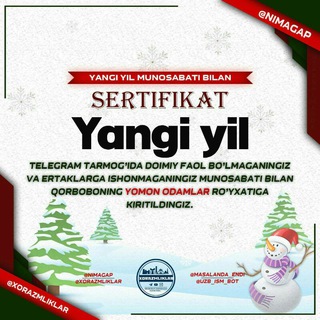 @NIMAGAP
YANGI YIL MUNOSABATI BILAN
SERTIFIKAT
Yangi yil
TELEGRAM TARMOG'IDA DOIMIY FAOL BO'LMAGANINGIZ
VA ERTAKLARGA ISHONMAGANINGIZ MUNOSABATI BILAN
QORBOBONING YOMON ODAMLAR RO'YXATIGA
KIRITILDINGIZ.
@NIMAGAP
@XORAZMLIKLAR
XORAZMLIKLAR
@MASALANDA_ENDI
@UZB_ISM_BOT
@XORAZMLIKLAR